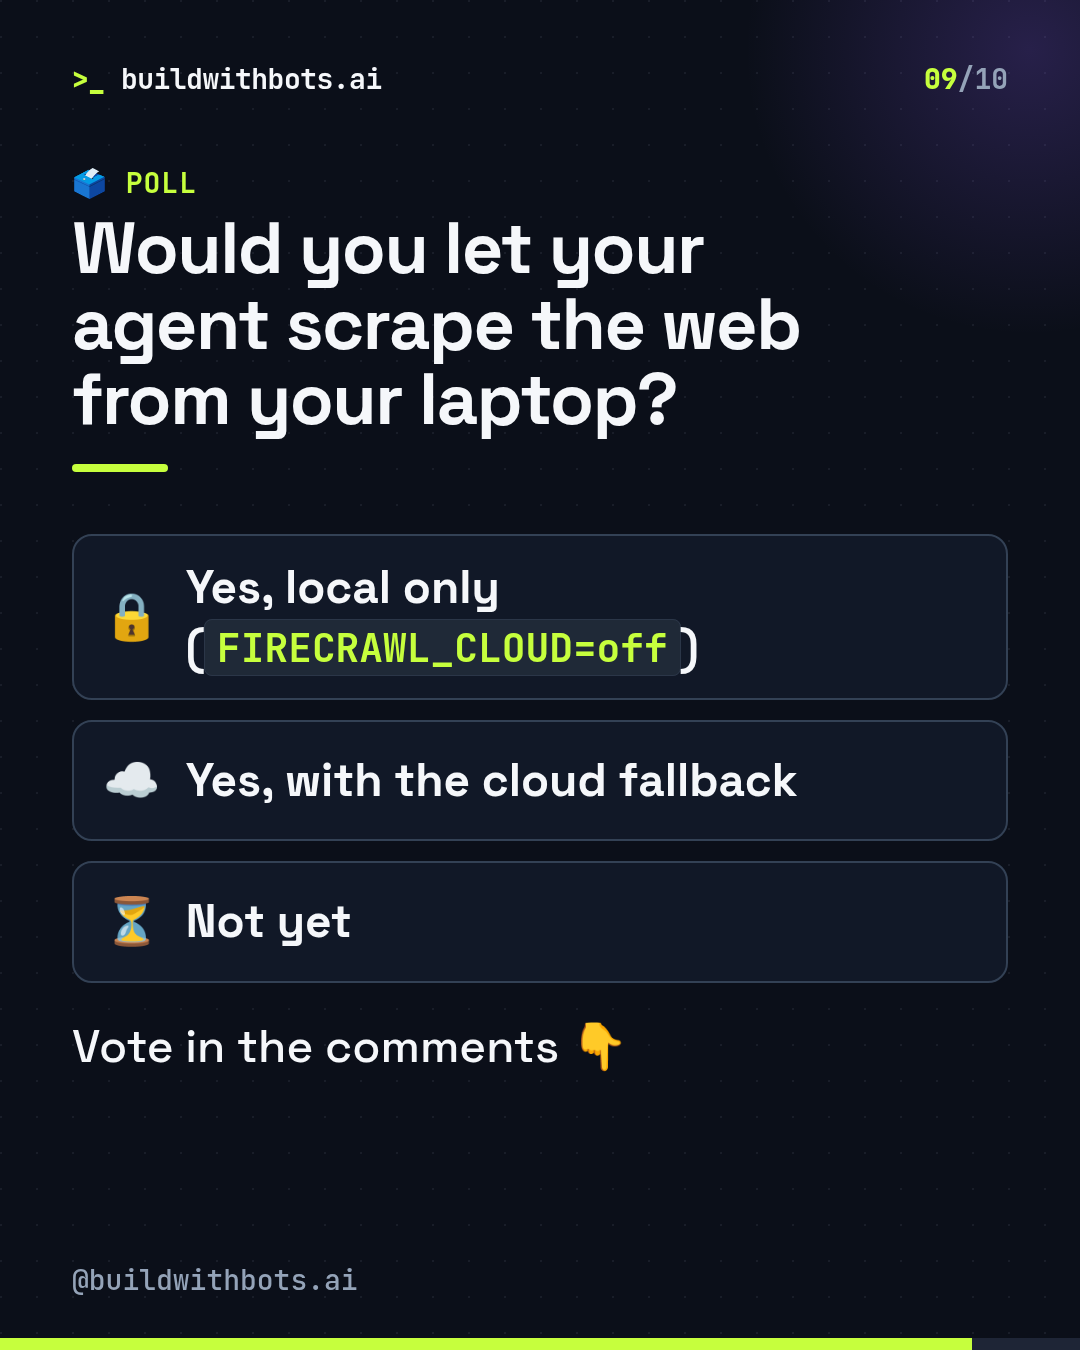 >_ buildwithbots.ai
09/10
POLL
Would you let your
agent scrape the web
from your laptop?
Yes, local only
(FIRECRAWL_CLOUD=off)
Yes, with the cloud fallback
Not yet
Vote in the comments 👇
@buildwithbots.ai